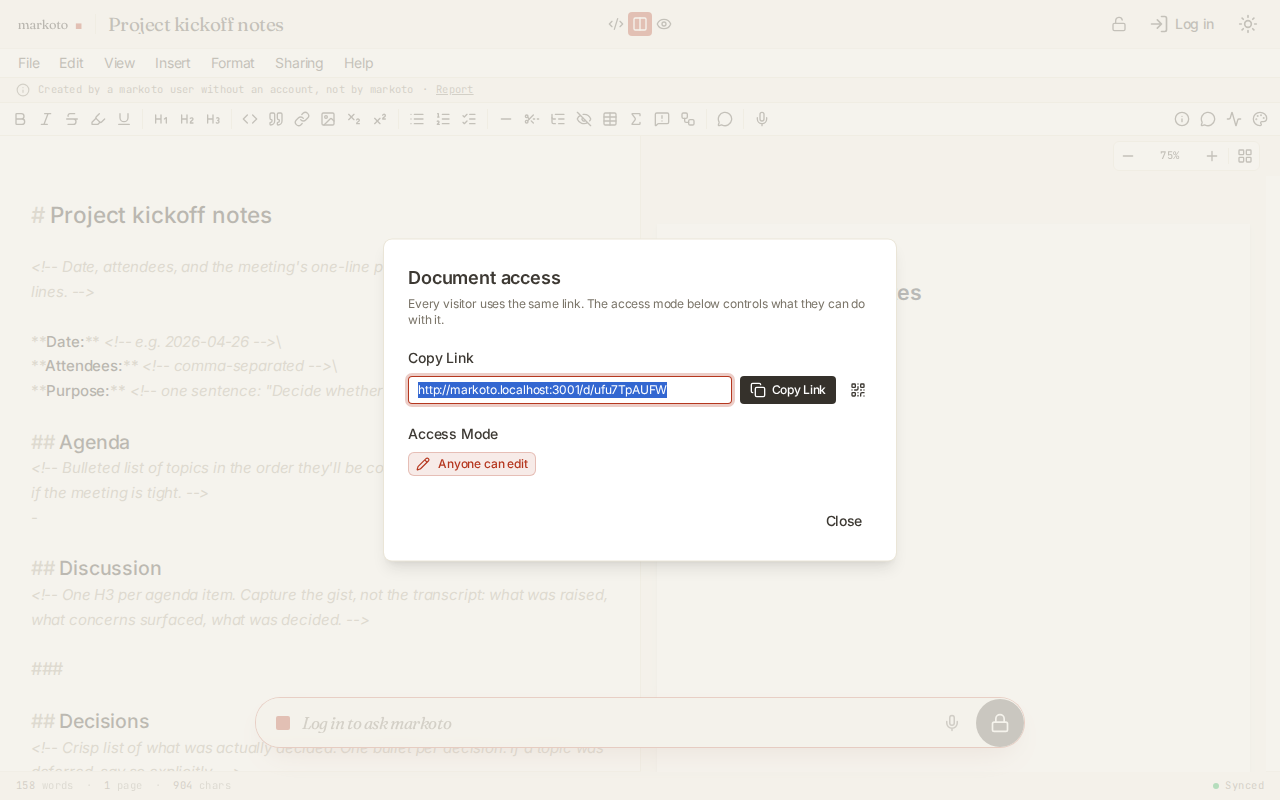 markoto
Project kickoff notes
Log in
File Edit View Insert Format Sharing Help
Created by a markoto user without an account, not by markoto · Report
H1 H2 H3
75%
# Project kickoff notes
<!-- Date, attendees, and the meeting's one-line p
lines. -->
**Date:** <!-- e.g. 2026-04-26 -->\
**Attendees:** <!-- comma-separated -->\
**Purpose:** <!-- one sentence: "Decide whether
## Agenda
<!-- Bulleted list of topics in the order they'll be co
if the meeting is tight. -->
-
## Discussion
<!-- One H3 per agenda item. Capture the gist, not the transcript: what was raised,
what concerns surfaced, what was decided. -->
###
## Decisions
<!-- Crisp list of what was actually decided. One bullet per decision. If a topic was
es
Document access
Every visitor uses the same link. The access mode below controls what they can do
with it.
Copy Link
http://markoto.localhost:3001/d/ufu7TpAUFW
Copy Link
Access Mode
Anyone can edit
Close
Log in to ask markoto
158 words · 1 page · 904 chars
Synced